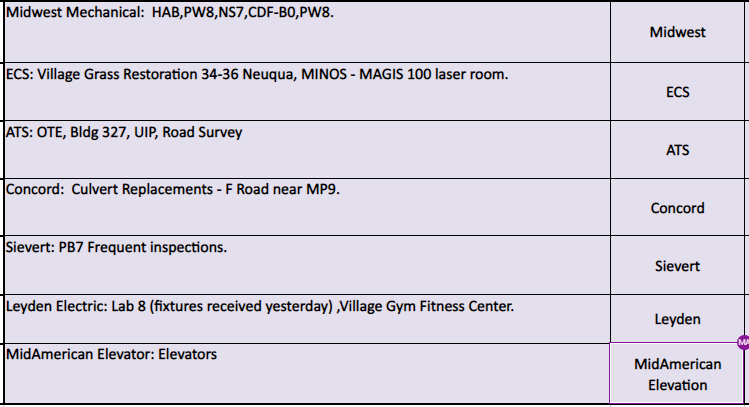 Midwest Mechanical:  HAB,PW8,NS7,CDF-B0,PW8.
Midwest
ECS: Village Grass Restoration 34-36 Neuqua, MINOS - MAGIS 100 laser room.
ECS
ATS: OTE, Bldg 327, UIP, Road Survey
ATS
Concord:  Culvert Replacements - F Road near MP9.
Concord
Sievert: PB7 Frequent inspections.
Sievert
Leyden Electric: Lab 8 (fixtures received yesterday) ,Village Gym Fitness Center.
Leyden
MidAmerican Elevator: Elevators
MidAmerican
Elevation
MA